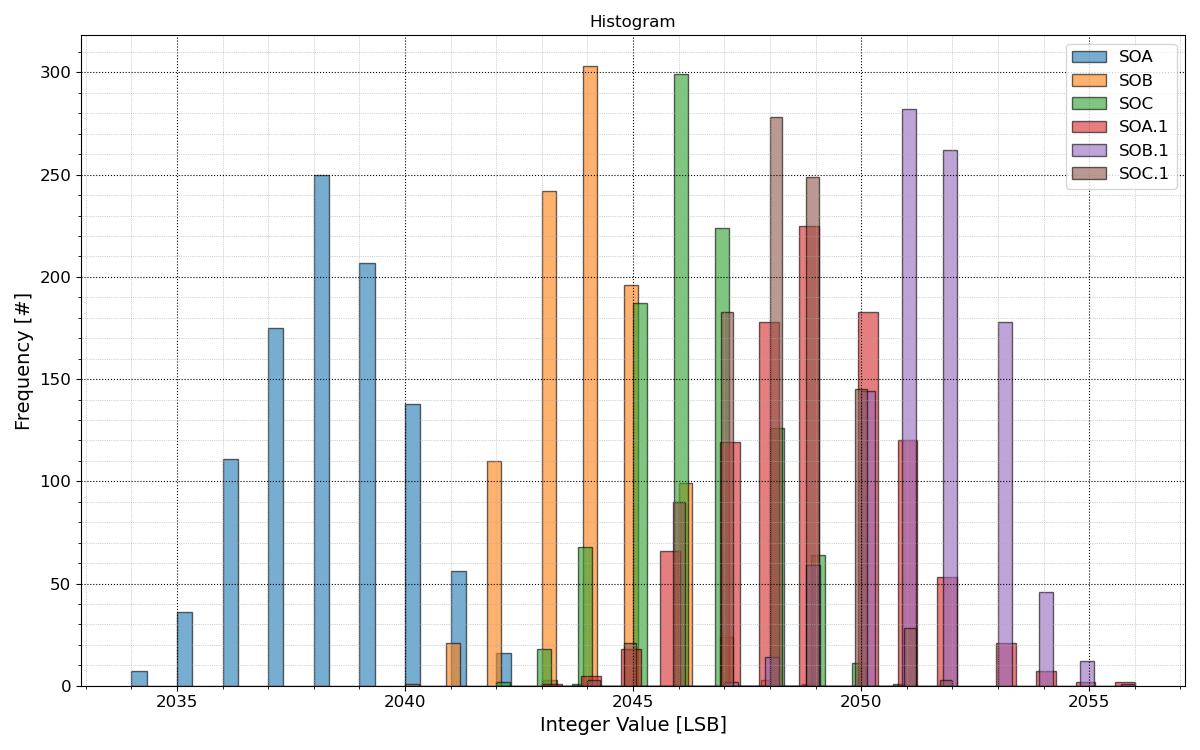 Histogram
Frequency [#]
300
250
200
150
100
50
0
2035
2040
2045
2050
2055
Integer Value [LSB]
SOA
SOB
SOC
SOA.1
SOB.1
SOC.1